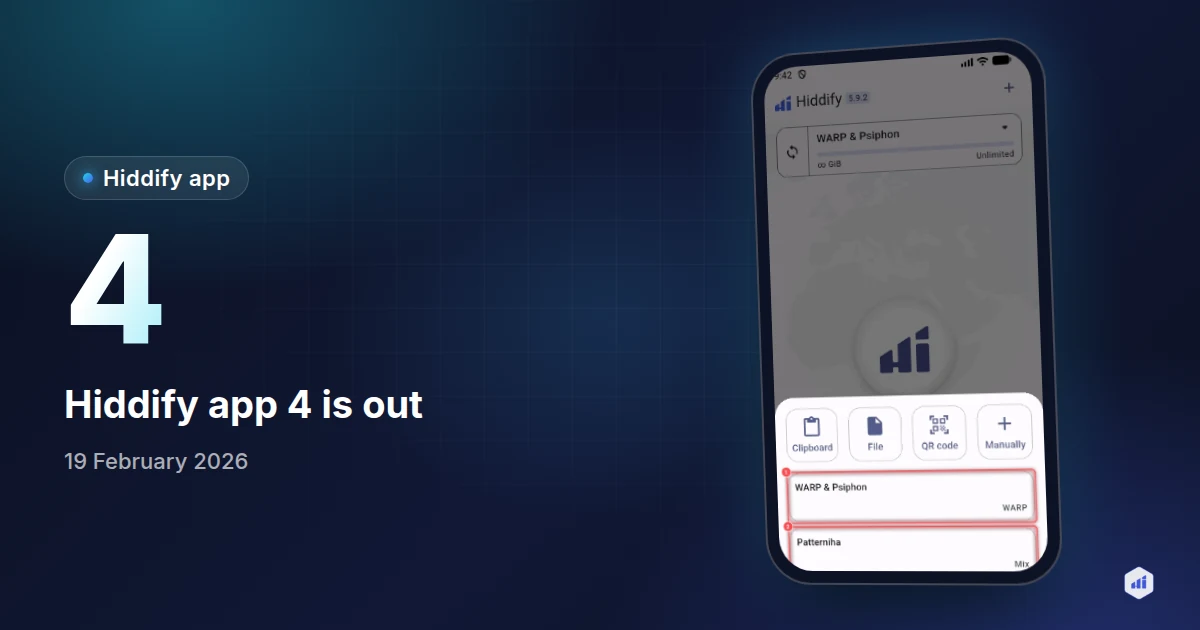 Hiddify app
4
Hiddify app 4 is out
19 February 2026
9:42
Hiddify 5.9.2
WARP & Psiphon
∞ GiB
Unlimited
Clipboard
File
QR code
Manually
WARP & Psiphon
WARP
Patterniha
Mix